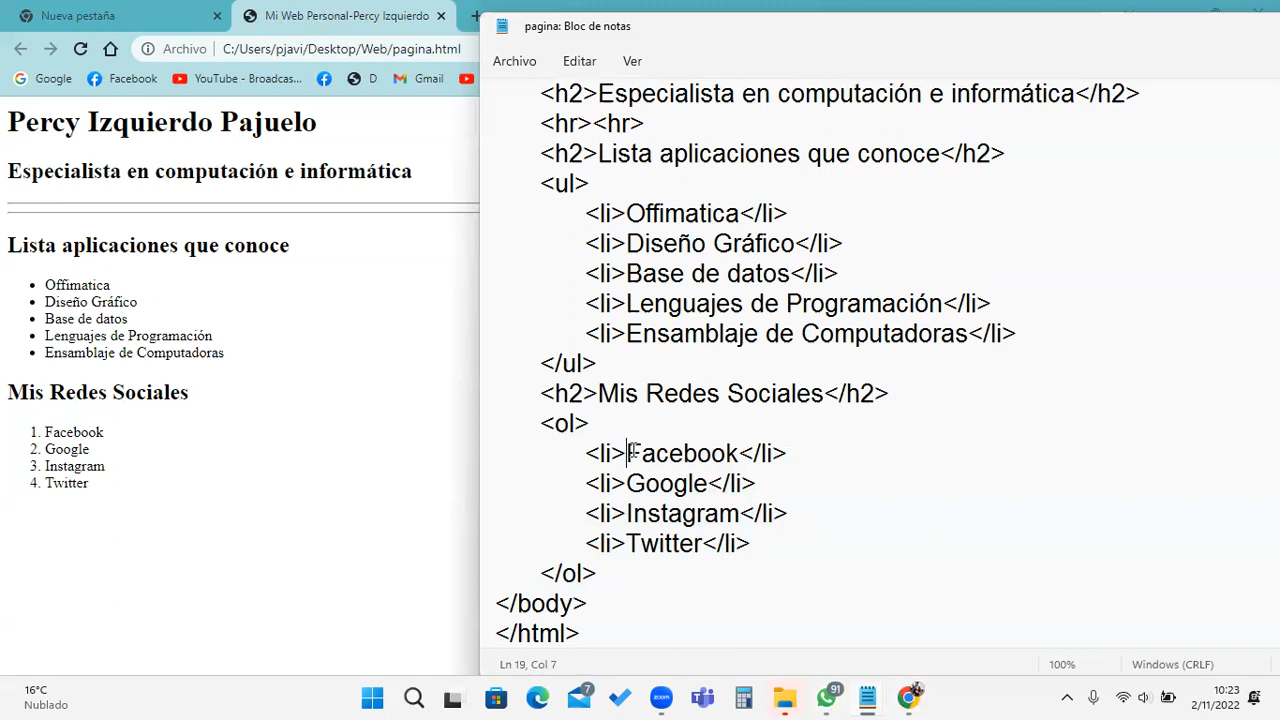 Nueva pestaña
Mi Web Personal-Percy Izquierdo
Archivo
C:/Users/pjavi/Desktop/Web/pagina.html
Google
Facebook
YouTube - Broadcas...
D
Gmail
Percy Izquierdo Pajuelo
Especialista en computación e informática
Lista aplicaciones que conoce
Offimatica
Diseño Gráfico
Base de datos
Lenguajes de Programación
Ensamblaje de Computadoras
Mis Redes Sociales
1. Facebook
2. Google
3. Instagram
4. Twitter
pagina: Bloc de notas
Archivo Editar Ver
<h2>Especialista en computación e informática</h2>
<hr><hr>
<h2>Lista aplicaciones que conoce</h2>
<ul>
<li>Offimatica</li>
<li>Diseño Gráfico</li>
<li>Base de datos</li>
<li>Lenguajes de Programación</li>
<li>Ensamblaje de Computadoras</li>
</ul>
<h2>Mis Redes Sociales</h2>
<ol>
<li>Facebook</li>
<li>Google</li>
<li>Instagram</li>
<li>Twitter</li>
</ol>
</body>
</html>
Ln 19, Col 7
100%
Windows (CRLF)
16°C
Nublado
7
zoom
91
10:23
2/11/2022